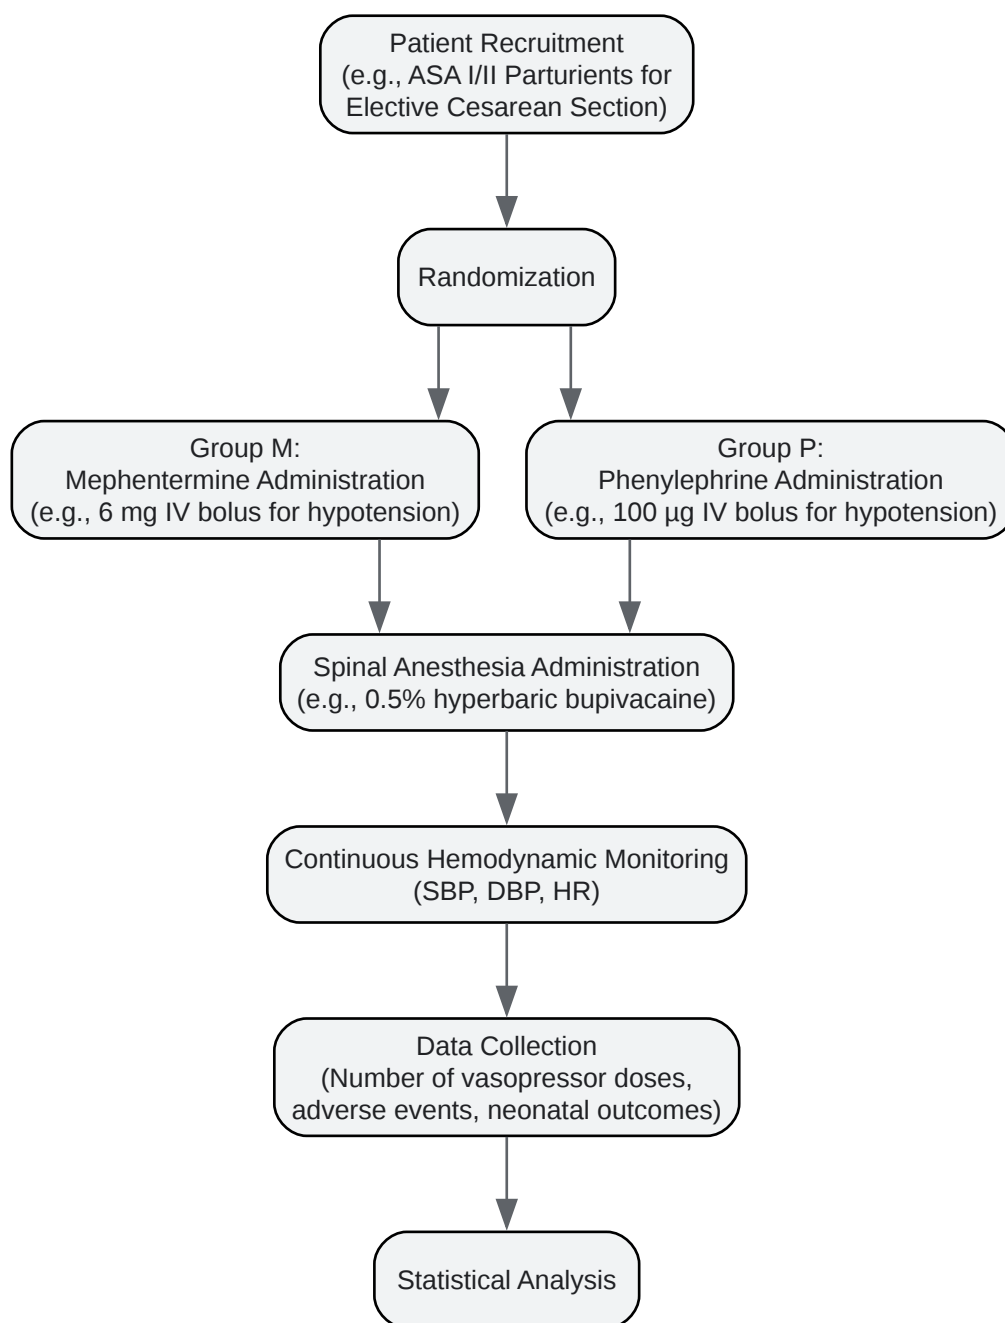 Patient Recruitment
(e.g., ASA I/II Parturients for
Elective Cesarean Section)
Randomization
Group M:
Mephentermine Administration
(e.g., 6 mg IV bolus for hypotension)
Group P:
Phenylephrine Administration
(e.g., 100 µg IV bolus for hypotension)
Spinal Anesthesia Administration
(e.g., 0.5% hyperbaric bupivacaine)
Continuous Hemodynamic Monitoring
(SBP, DBP, HR)
Data Collection
(Number of vasopressor doses,
adverse events, neonatal outcomes)
Statistical Analysis